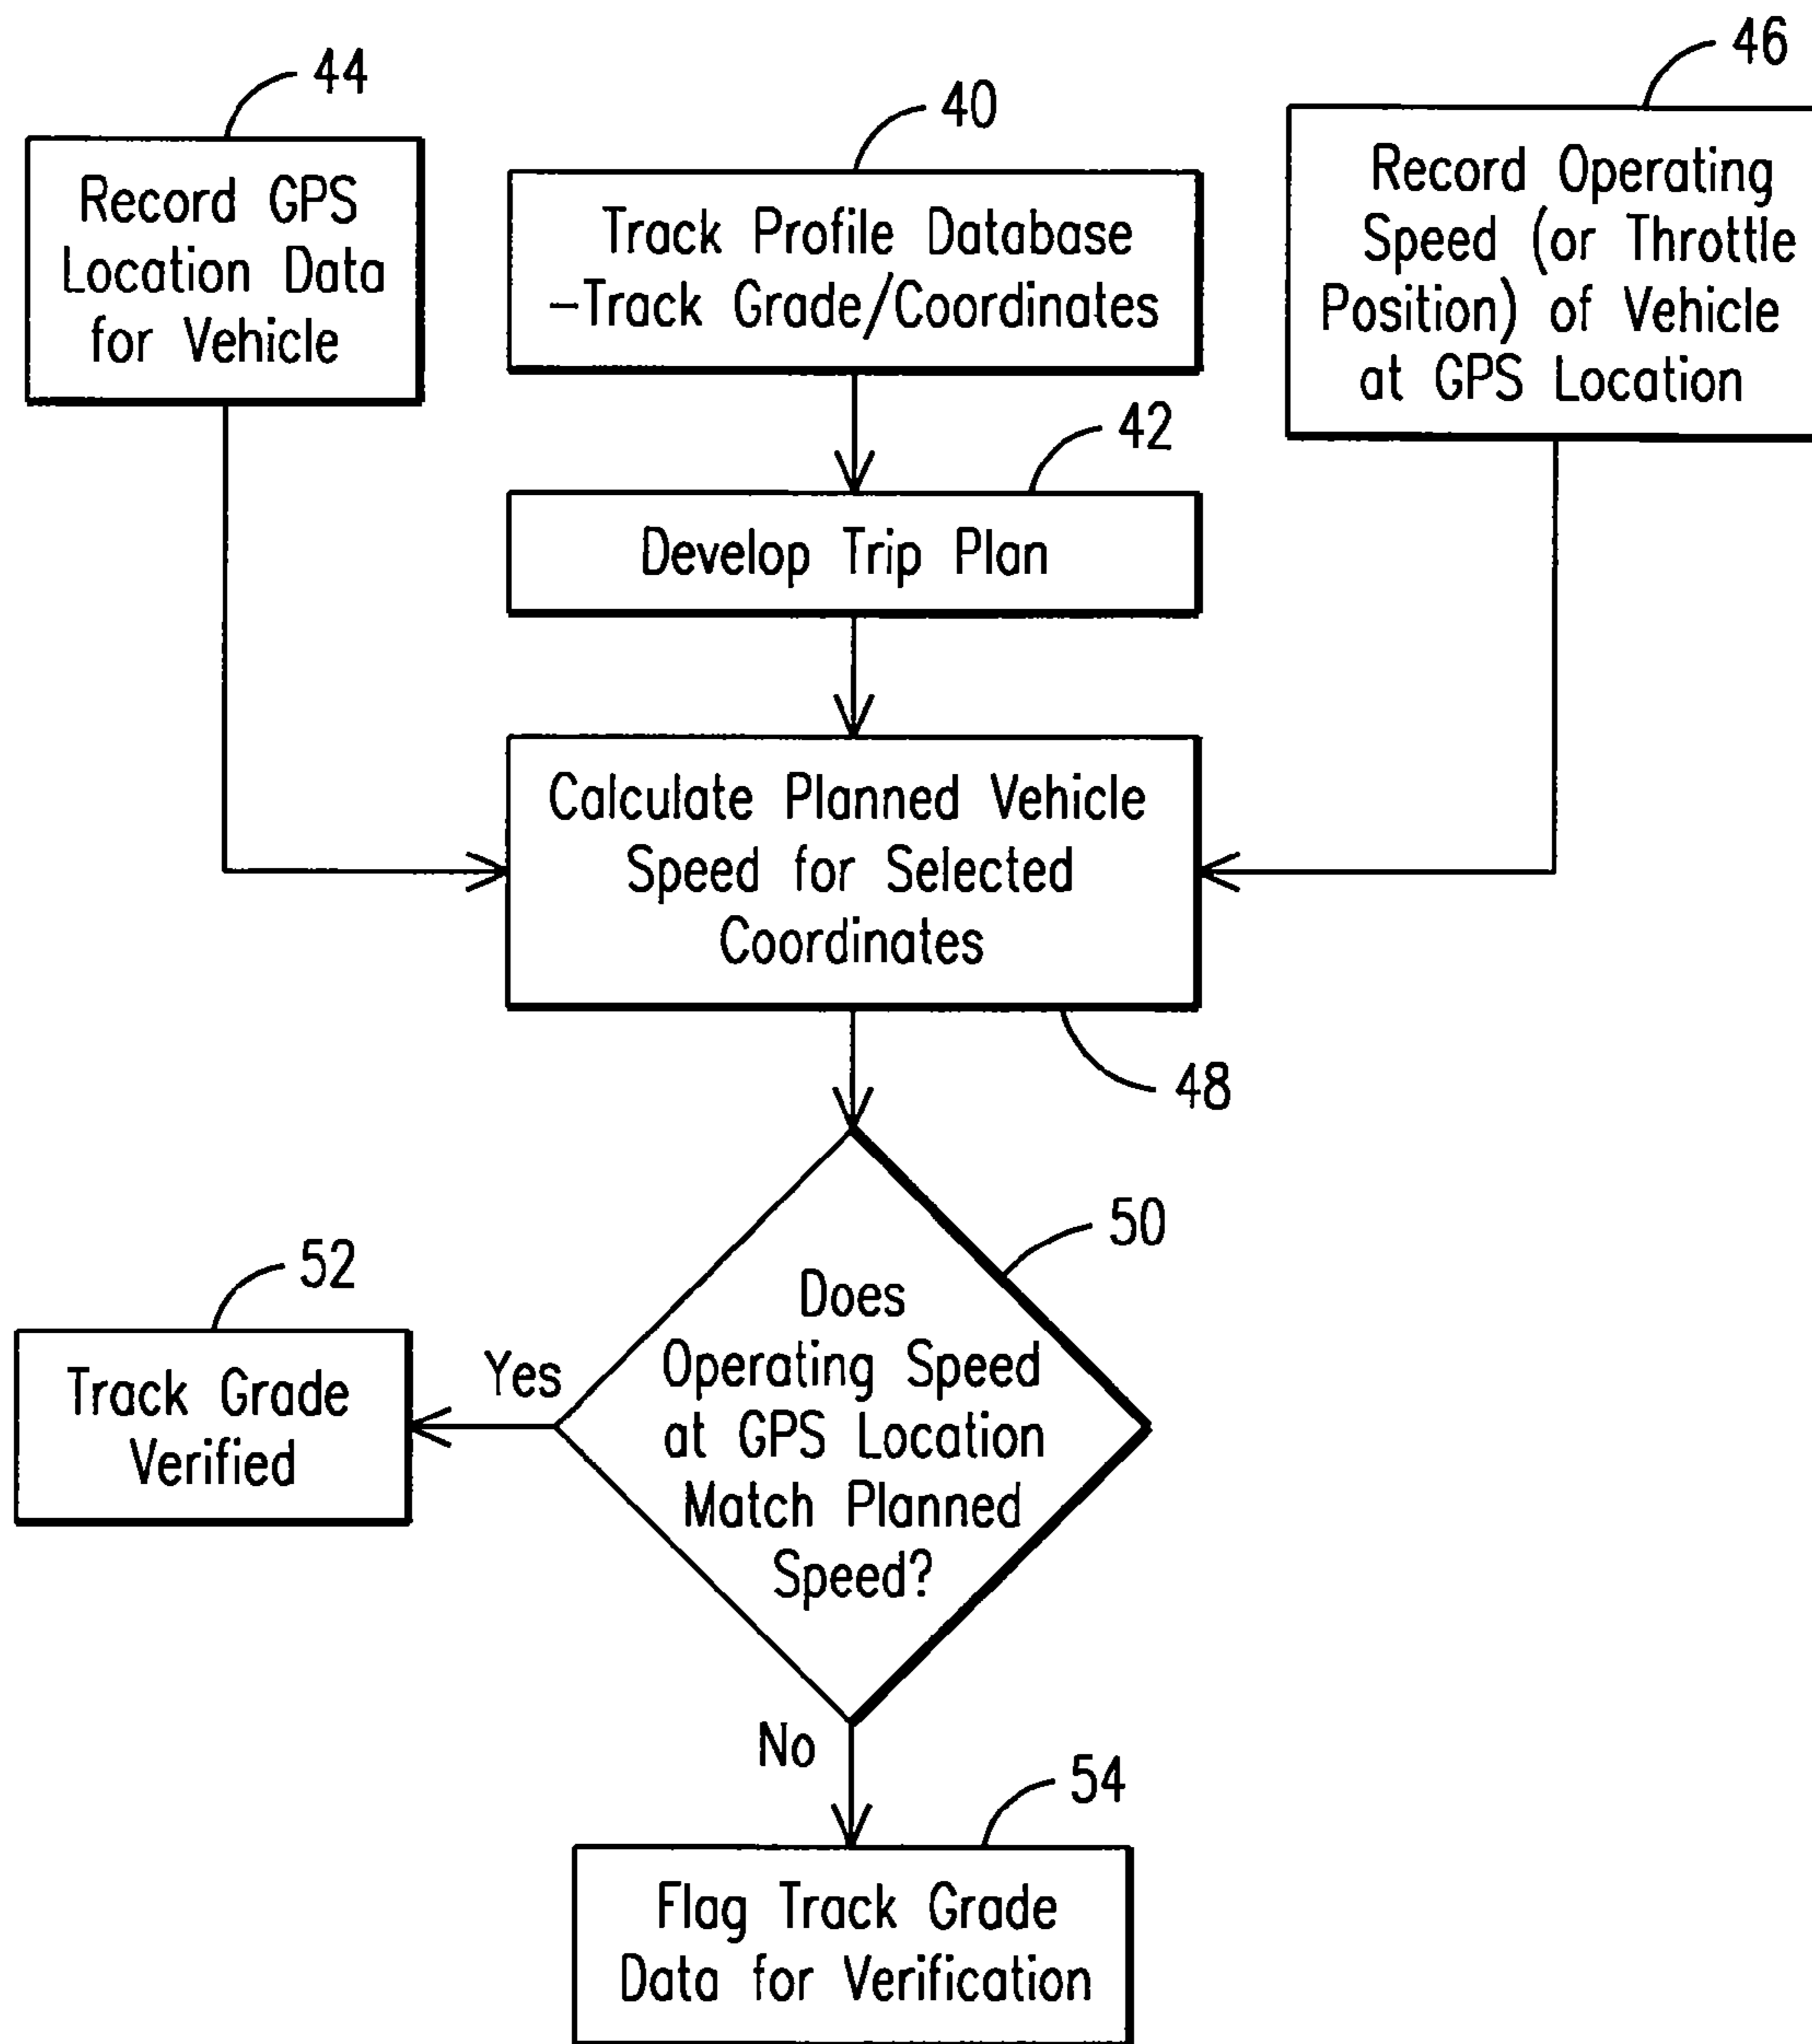 44
Record GPS
Location Data
for Vehicle
40
Track Profile Database
-Track Grade/Coordinates
46
Record Operating
Speed (or Throttle
Position) of Vehicle
at GPS Location
42
Develop Trip Plan
Calculate Planned Vehicle
Speed for Selected
Coordinates
48
50
Does
Operating Speed
at GPS Location
Match Planned
Speed?
Yes
52
Track Grade
Verified
No
54
Flag Track Grade
Data for Verification